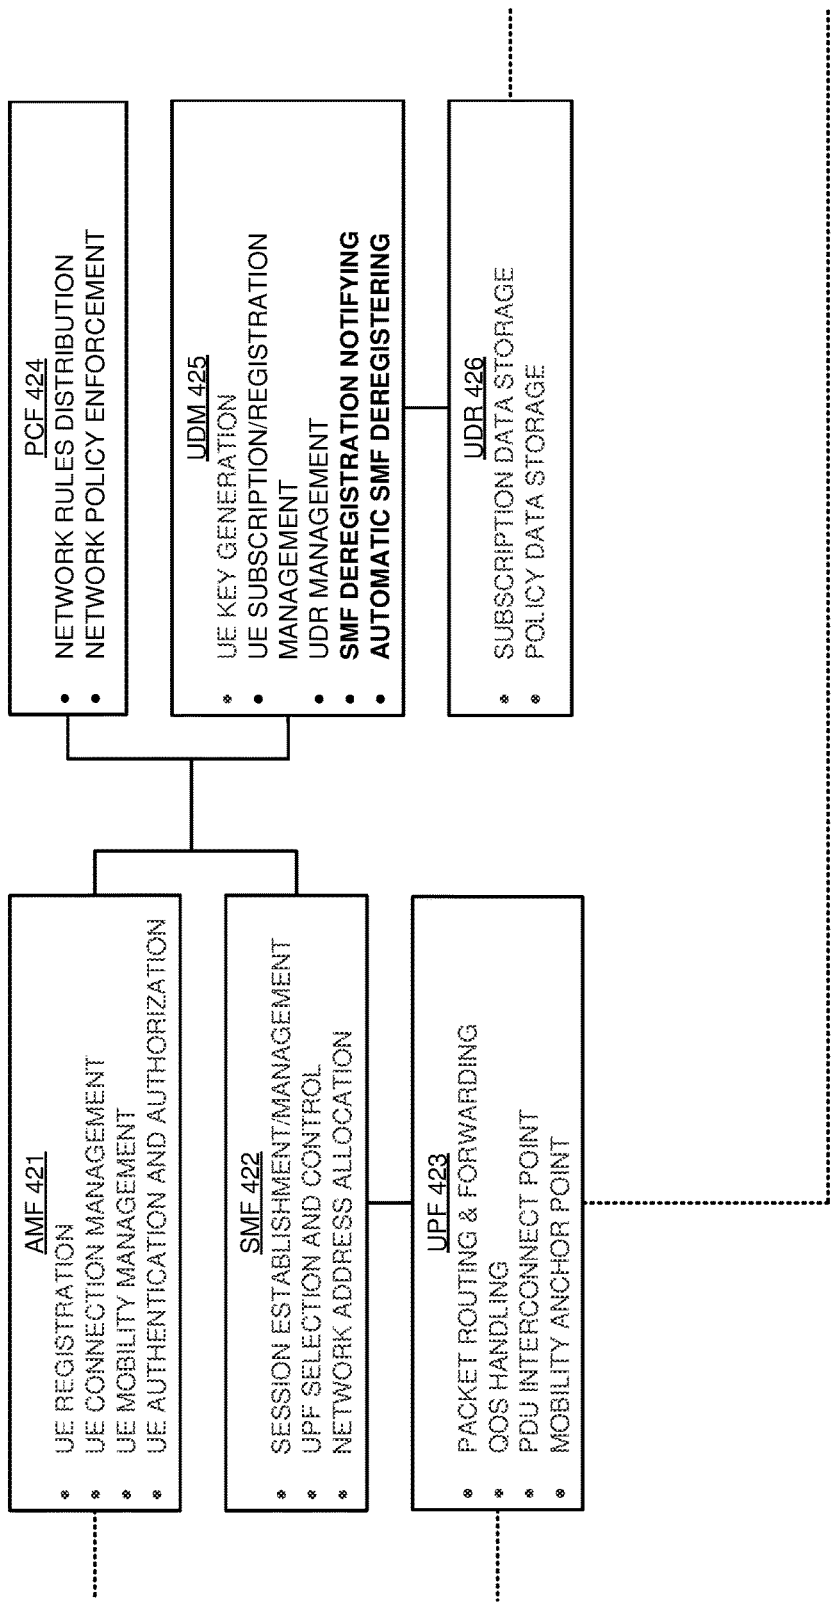 AMF 421
• UE REGISTRATION
• UE CONNECTION MANAGEMENT
• UE MOBILITY MANAGEMENT
• UE AUTHENTICATION AND AUTHORIZATION
SMF 422
• SESSION ESTABLISHMENT/MANAGEMENT
• UPF SELECTION AND CONTROL
• NETWORK ADDRESS ALLOCATION
UPF 423
• PACKET ROUTING & FORWARDING
• QOS HANDLING
• PDU INTERCONNECT POINT
• MOBILITY ANCHOR POINT
PCF 424
• NETWORK RULES DISTRIBUTION
• NETWORK POLICY ENFORCEMENT
UDM 425
• UE KEY GENERATION
• UE SUBSCRIPTION/REGISTRATION
MANAGEMENT
• UDR MANAGEMENT
• SMF DEREGISTRATION NOTIFYING
• AUTOMATIC SMF DEREGISTERING
UDR 426
• SUBSCRIPTION DATA STORAGE
• POLICY DATA STORAGE